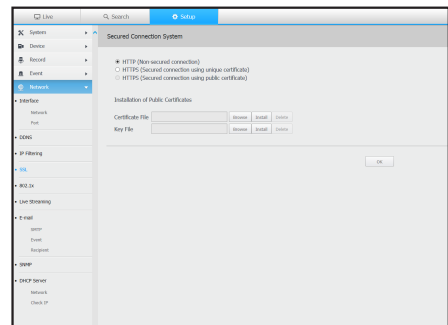 Live
Search
Setup
System
Device
Record
Event
Network
Interface
Network
Port
DDNS
IP Filtering
SSL
802.1x
Live Streaming
E-mail
Event
Recipient
SNMP
DHCP Server
Network
Check IP
Secured Connection System
HTTP (Non-secured connection)
HTTPS (Secured connection using unique certificate)
HTTPS (Secured connection using public certificate)
Installation of Public Certificates
Certificate File Browse Install Delete
Key File Browse Install Delete
OK